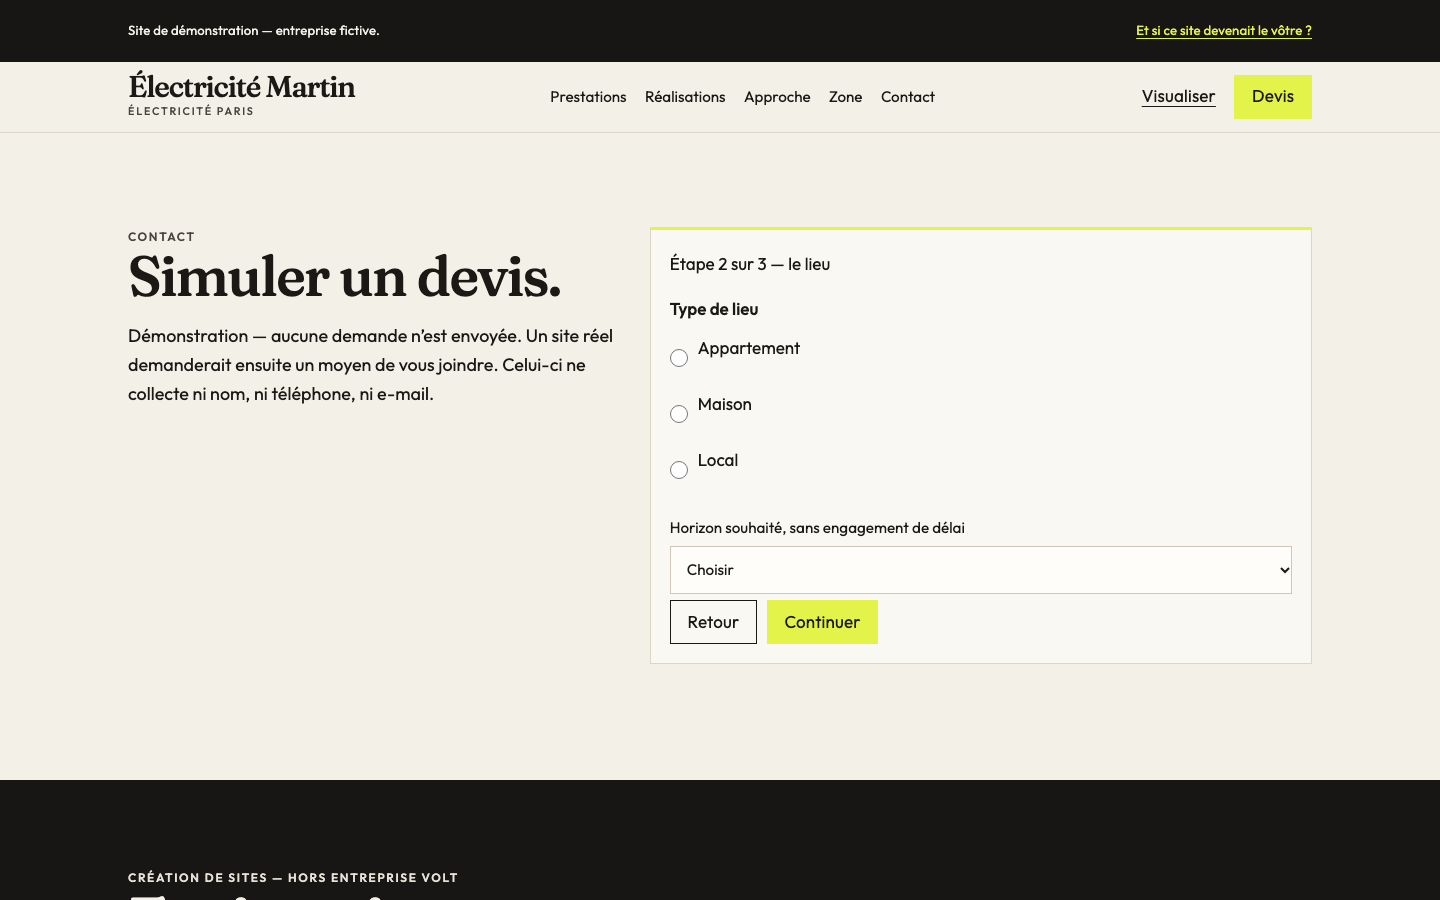 Site de démonstration — entreprise fictive.
Et si ce site devenait le vôtre ?
Électricité Martin
ÉLECTRICITÉ PARIS
Prestations
Réalisations
Approche
Zone
Contact
Visualiser
Devis
CONTACT
Simuler un devis.
Démonstration — aucune demande n’est envoyée. Un site réel
demanderait ensuite un moyen de vous joindre. Celui-ci ne
collecte ni nom, ni téléphone, ni e-mail.
Étape 2 sur 3 — le lieu
Type de lieu
Appartement
Maison
Local
Horizon souhaité, sans engagement de délai
Choisir
Retour
Continuer
CRÉATION DE SITES — HORS ENTREPRISE VOLT